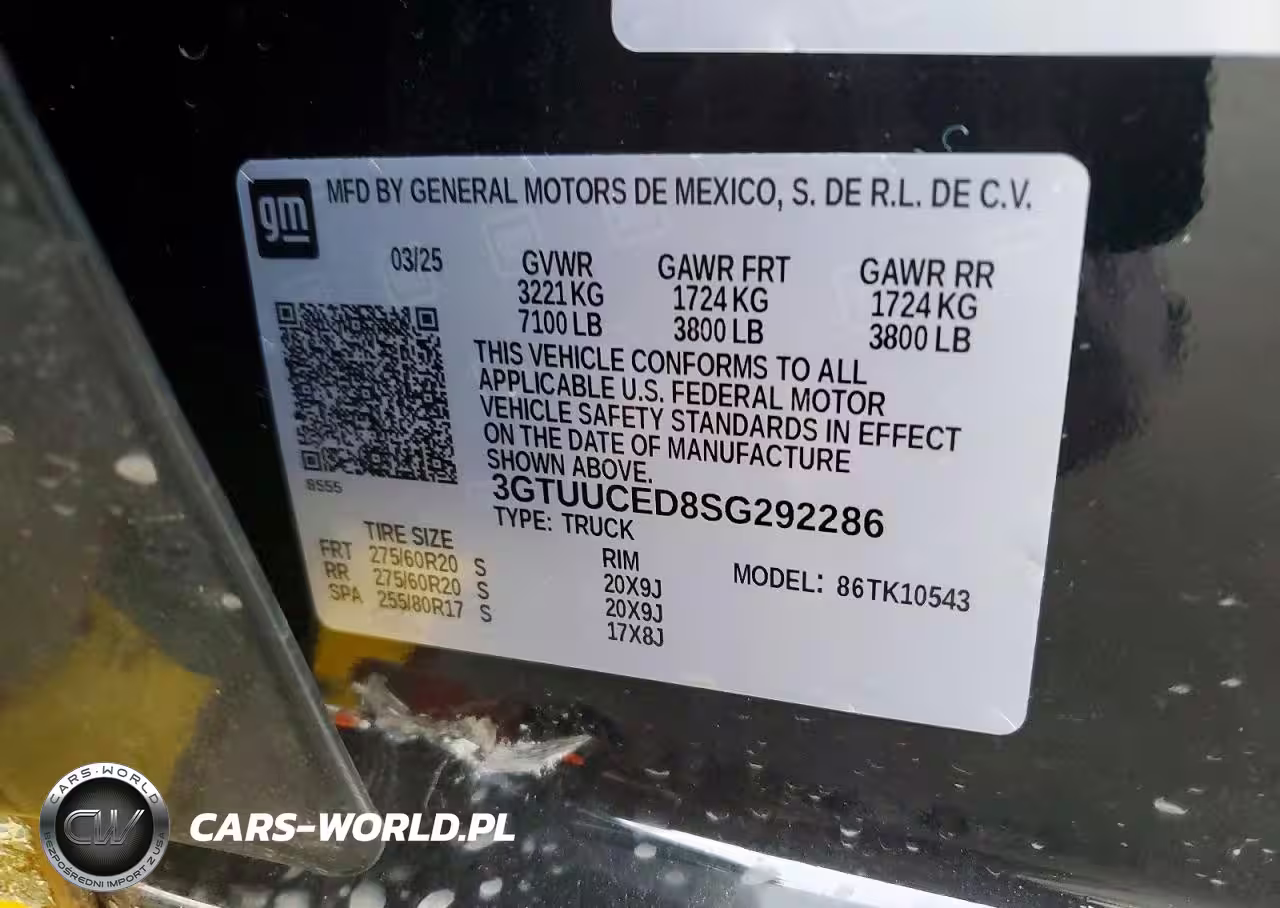 gm
MFD BY GENERAL MOTORS DE MEXICO, S. DE R.L. DE C.V.
03/25 GVWR GAWR FRT GAWR RR
3221 KG 1724 KG 1724 KG
7100 LB 3800 LB 3800 LB
THIS VEHICLE CONFORMS TO ALL
APPLICABLE U.S. FEDERAL MOTOR
VEHICLE SAFETY STANDARDS IN EFFECT
ON THE DATE OF MANUFACTURE
SHOWN ABOVE.
8555
3GTUUCED8SG292286
TYPE: TRUCK
TIRE SIZE RIM MODEL: 86TK10543
FRT 275/60R20 S 20X9J
RR 275/60R20 S 20X9J
SPA 255/80R17 S 17X8J
CARS-WORLD
CW
BEZPOŚREDNI IMPORT Z USA
CARS-WORLD.PL